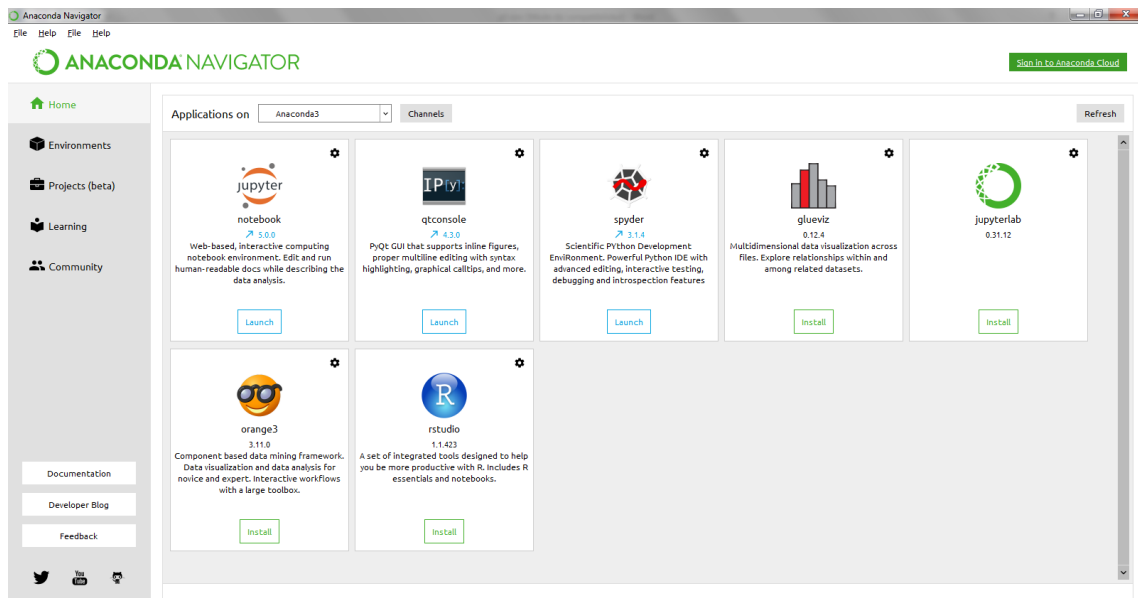 Anaconda Navigator
File Help File Help
ANACONDA NAVIGATOR
Sign in to Anaconda Cloud
Home
Environments
Projects (beta)
Learning
Community
Documentation
Developer Blog
Feedback
You
Tube
Applications on Anaconda3 Channels Refresh
jupyter
notebook
5.0.0
Web-based, interactive computing
notebook environment. Edit and run
human-readable docs while describing the
data analysis.
Launch
IP[y]:
qtconsole
4.3.0
PyQt GUI that supports inline figures,
proper multiline editing with syntax
highlighting, graphical calltips, and more.
Launch
spyder
3.1.4
Scientific PYthon Development
EnviRonment. Powerful Python IDE with
advanced editing, interactive testing,
debugging and introspection features
Launch
glueviz
0.12.4
Multidimensional data visualization across
files. Explore relationships within and
among related datasets.
Install
jupyterlab
0.31.12
Install
orange3
3.11.0
Component based data mining framework.
Data visualization and data analysis for
novice and expert. Interactive workflows
with a large toolbox.
Install
R
rstudio
1.1.423
A set of integrated tools designed to help
you be more productive with R. Includes R
essentials and notebooks.
Install